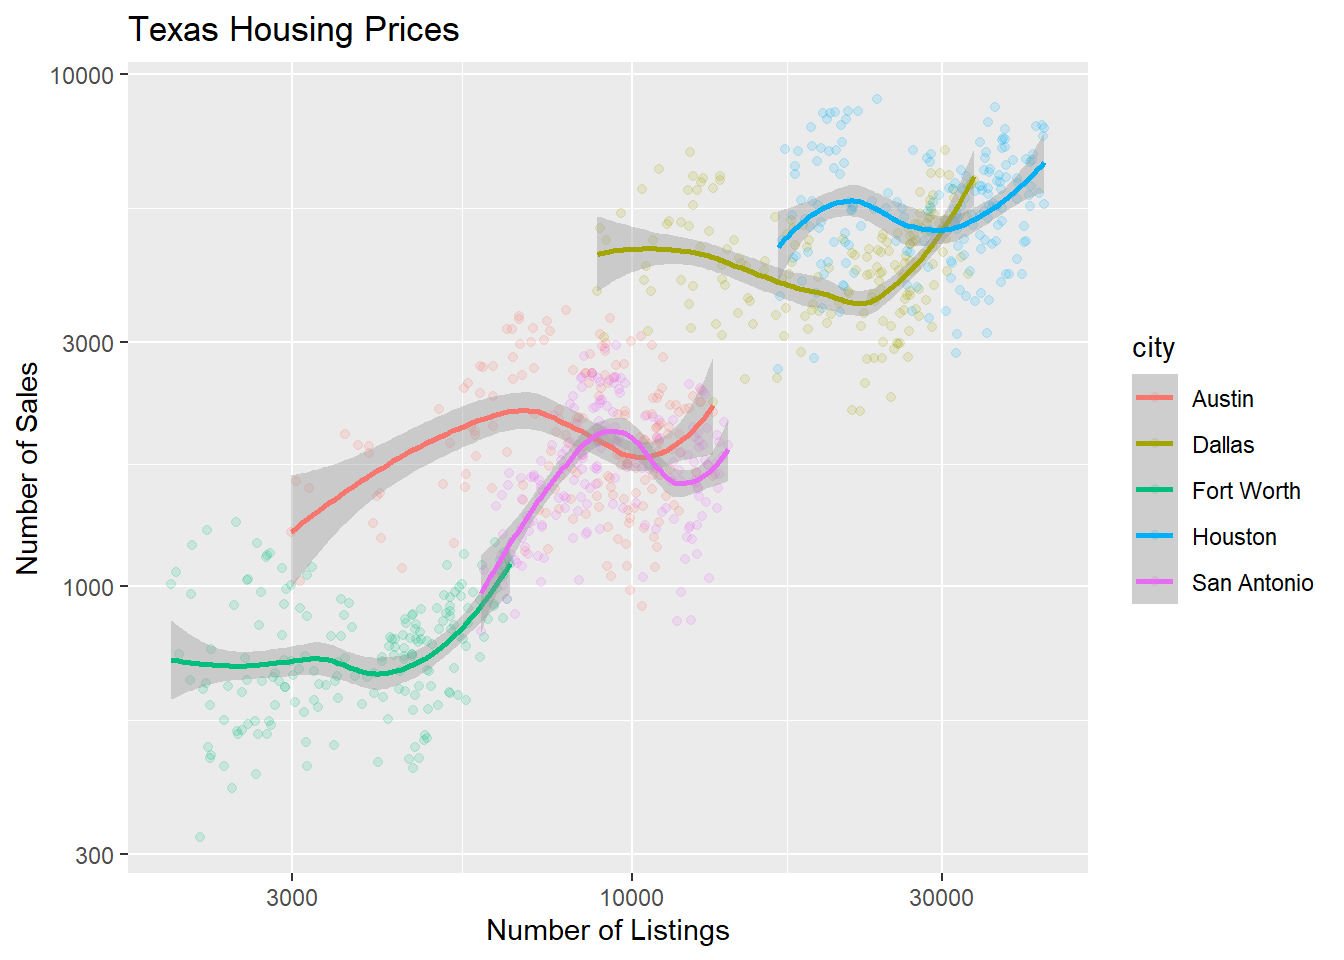 Texas Housing Prices
10000
3000
1000
300
Number of Sales
3000
10000
30000
Number of Listings
city
Austin
Dallas
Fort Worth
Houston
San Antonio